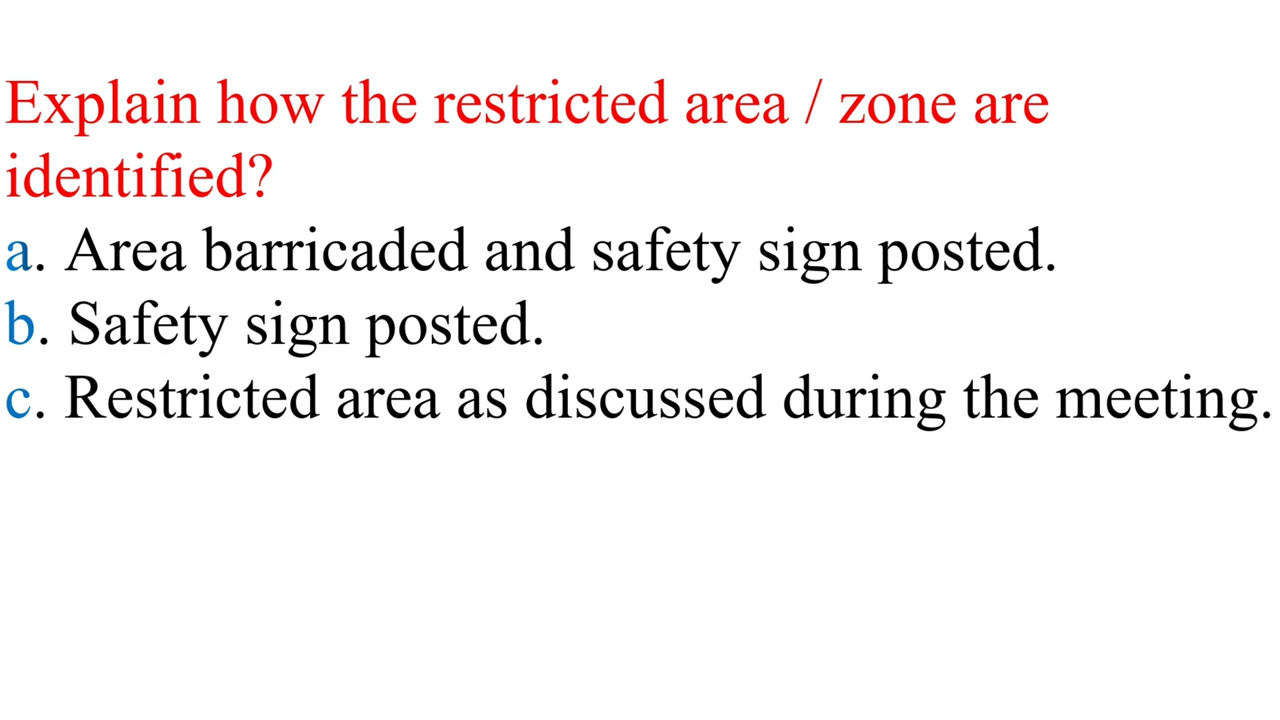 Explain how the restricted area / zone are
identified?
a. Area barricaded and safety sign posted.
b. Safety sign posted.
c. Restricted area as discussed during the meeting.